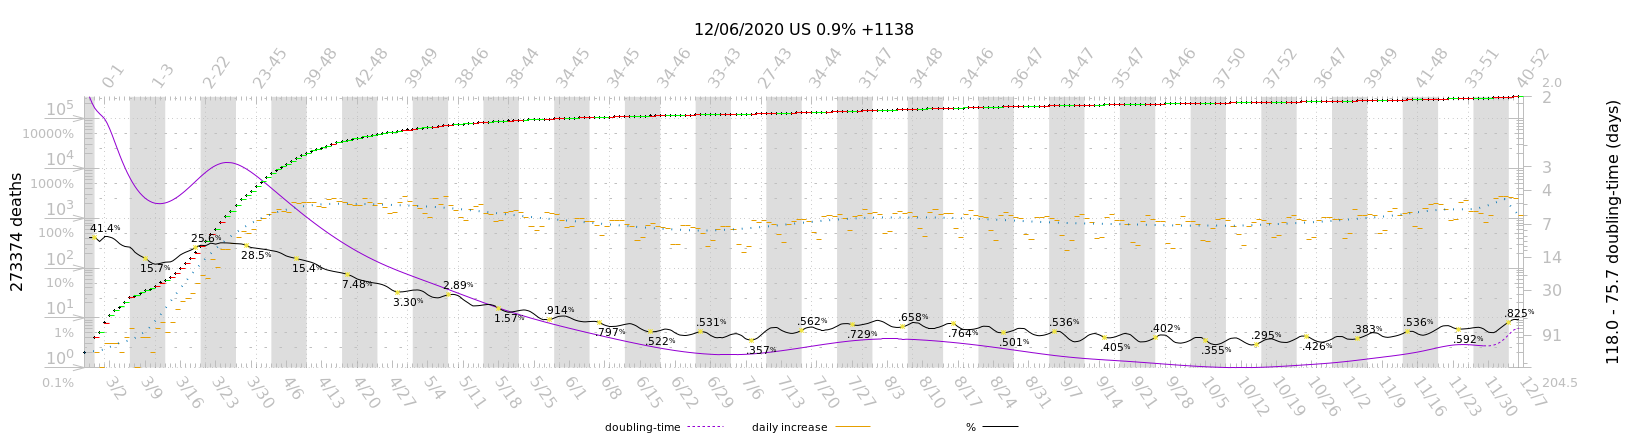 12/06/2020 US 0.9% +1138
0-1 1-3 2-22 23-45 39-48 42-48 39-49 38-46 38-44 34-45 34-45 34-46 33-43 27-43 34-44 31-47 34-48 34-46 36-47 34-47 35-47 34-46 37-50 37-52 36-47 39-49 41-48 33-51 40-52
2.0
10⁵ 2
10000%
10⁴ 3
1000% 4
10³
7
100%
41.4% 25.6%
10² 14
15.7% 28.5% 15.4%
10% 30
7.48% 3.30% 2.89%
10¹
1.57% .914% .797% .522% .531% .357% .562% .729% .658% .764% .501% .536% .405% .402% .355% .295% .426% .383% .536% .592% .825%
1% 91
10⁰
0.1% 204.5
3/2 3/9 3/16 3/23 3/30 4/6 4/13 4/20 4/27 5/4 5/11 5/18 5/25 6/1 6/8 6/15 6/22 6/29 7/6 7/13 7/20 7/27 8/3 8/10 8/17 8/24 8/31 9/7 9/14 9/21 9/28 10/5 10/12 10/19 10/26 11/2 11/9 11/16 11/23 11/30 12/7
273374 deaths
118.0 - 75.7 doubling-time (days)
doubling-time daily increase %